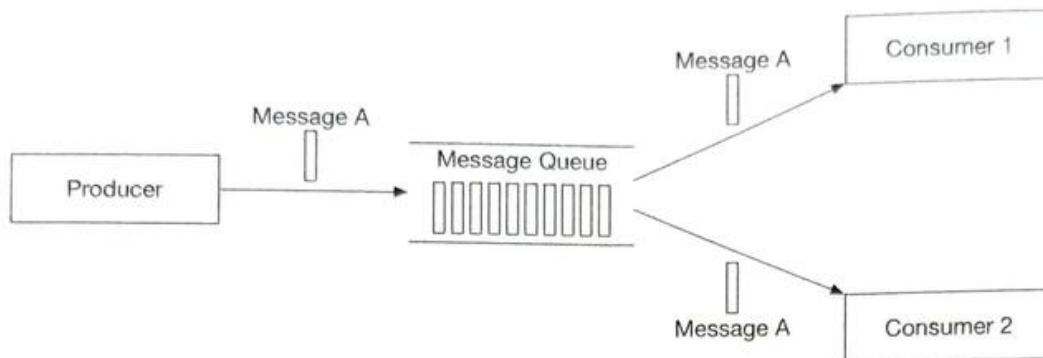 Message A
Consumer 1
Message A
Message Queue
Producer
Message A
Consumer 2